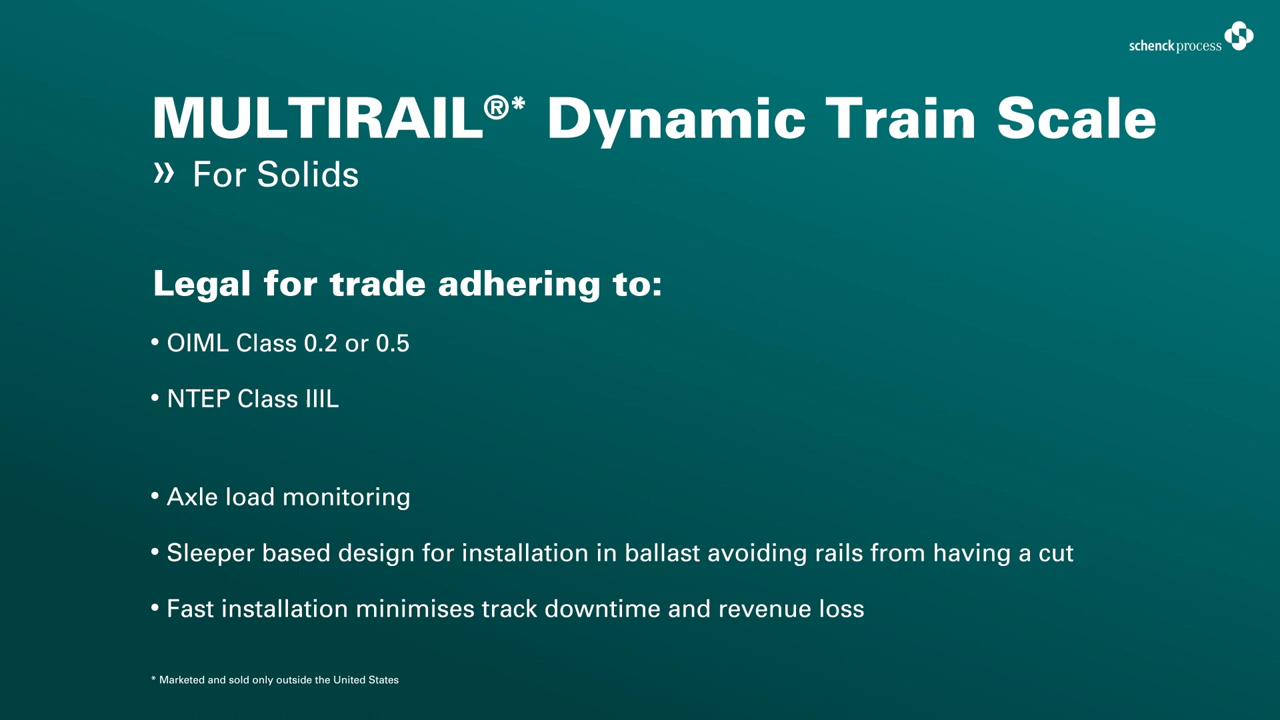 schenck process
MULTIRAIL®* Dynamic Train Scale
» For Solids
Legal for trade adhering to:
• OIML Class 0.2 or 0.5
• NTEP Class IIIL
• Axle load monitoring
• Sleeper based design for installation in ballast avoiding rails from having a cut
• Fast installation minimises track downtime and revenue loss
* Marketed and sold only outside the United States